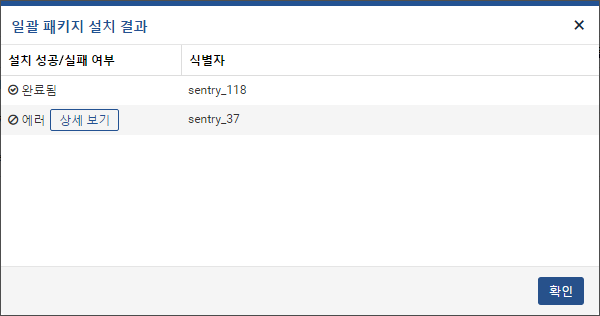 일괄 패키지 설치 결과
설치 성공/실패 여부 식별자
완료됨 sentry_118
에러 상세 보기 sentry_37
확인